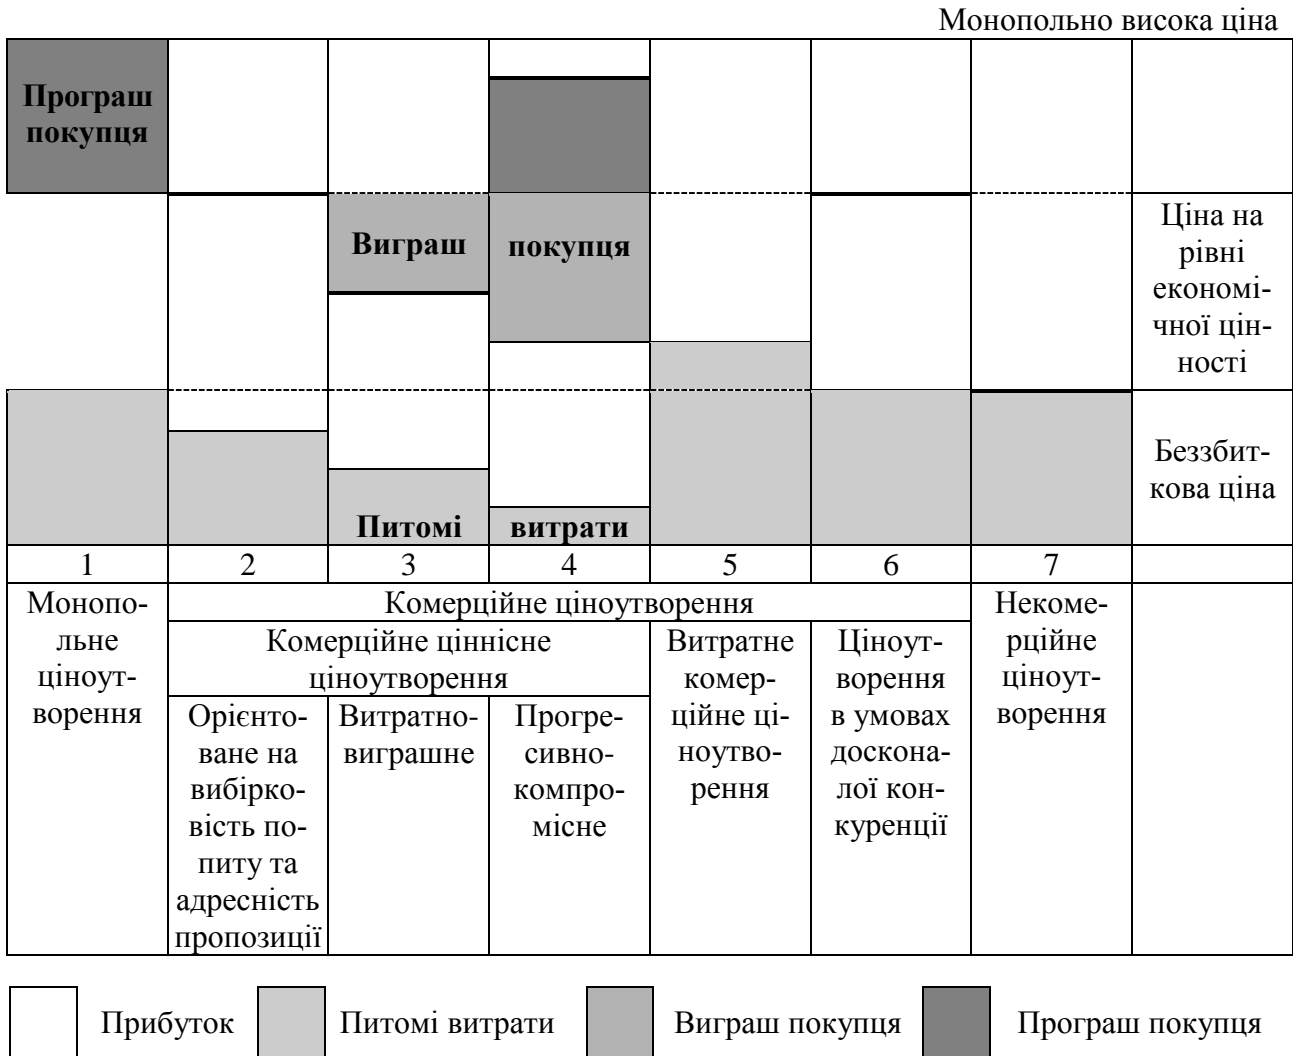 Монопольно висока ціна
Програш
покупця
Виграш
покупця
Ціна на
рівні
економі-
чної цін-
ності
Беззбит-
кова ціна
Питомі
витрати
1 2 3 4 5 6 7
Монопо-
льне
ціноут-
ворення
Комерційне ціноутворення
Комерційне ціннісне
ціноутворення
Орієнто-
ване на
вибірко-
вість по-
питу та
адресність
пропозиції
Витратно-
виграшне
Прогре-
сивно-
компро-
місне
Витратне
комер-
ційне ці-
ноутво-
рення
Ціноут-
ворення
в умовах
доскона-
лої кон-
куренції
Некоме-
рційне
ціноут-
ворення
Прибуток
Питомі витрати
Виграш покупця
Програш покупця